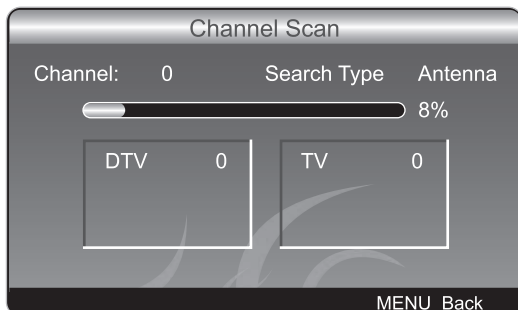 Channel Scan
Channel: 0 Search Type Antenna
8%
DTV 0 TV 0
MENU Back